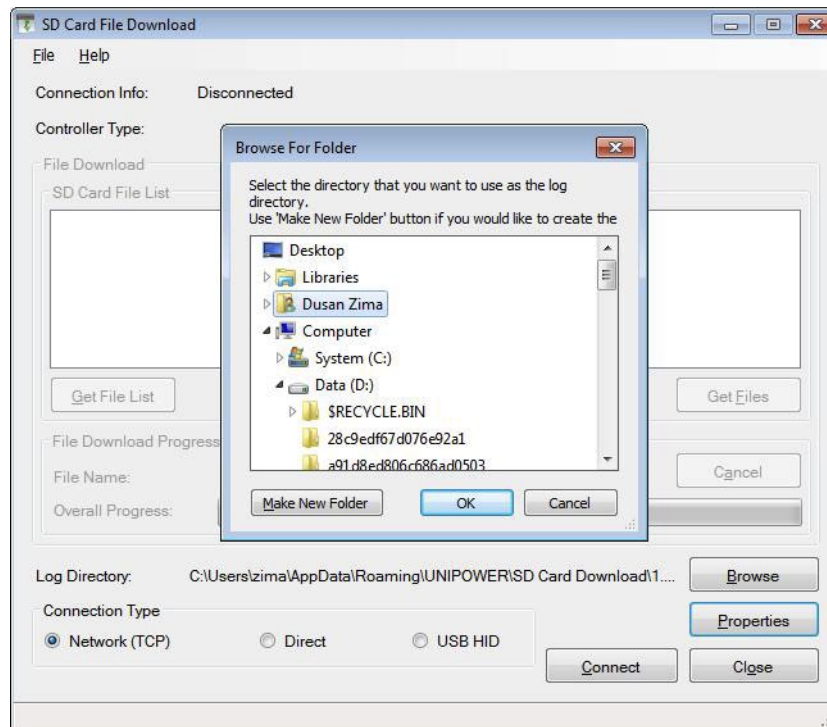 SD Card File Download
File Help
Connection Info: Disconnected
Controller Type:
File Download
SD Card File List
Browse For Folder
Select the directory that you want to use as the log
directory.
Use 'Make New Folder' button if you would like to create the
Desktop
Libraries
Dusan Zima
Computer
System (C:)
Data (D:)
$RECYCLE.BIN
28c9edf67d076e92a1
a91d8ed806c686ad0503
Make New Folder OK Cancel
Get File List Get Files
File Download Progress
File Name: Cancel
Overall Progress:
Log Directory: C:\Users\zima\AppData\Roaming\UNIPOWER\SD Card Download\1.... Browse
Connection Type
Properties
Network (TCP) Direct USB HID
Connect Close